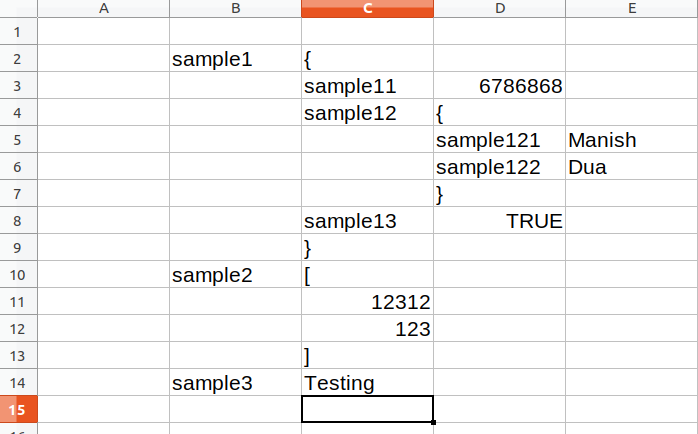 A B C D E
1
2 sample1 {
3 sample11 6786868
4 sample12 {
5 sample121 Manish
6 sample122 Dua
7 }
8 sample13 TRUE
9 }
10 sample2 [
11 12312
12 123
13 ]
14 sample3 Testing
15